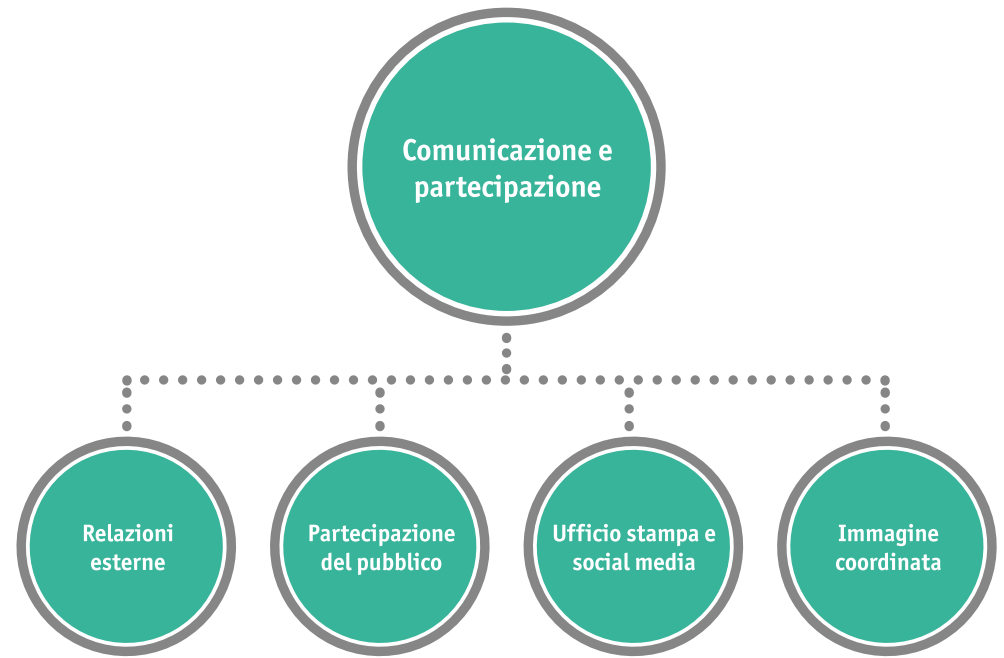 Comunicazione e
partecipazione
Relazioni
esterne
Partecipazione
del pubblico
Ufficio stampa e
social media
Immagine
coordinata